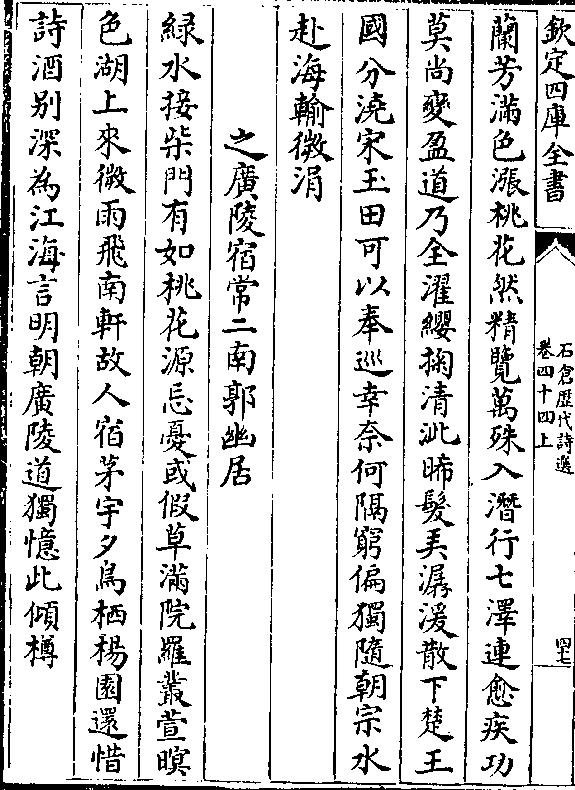 欽定四庫全書
石倉歷代詩選
卷四十四上
四七
蘭芳滿色漲桃花然精覽萬殊入潛行七澤連愈疾功
莫尚變盈道乃全濯纓掬清泚晞髮美潺湲散下楚王
國分澆宋玉田可以奉巡幸奈何隔窮偏獨隨朝宗水
赴海輸微涓
之廣陵宿常二南郭幽居
緑水接柴門有如桃花源忘憂或假草滿院羅叢萱暝
色湖上來微雨飛南軒故人宿茅宇夕鳥栖楊園還惜
詩酒别深為江海言明朝廣陵道獨憶此傾樽